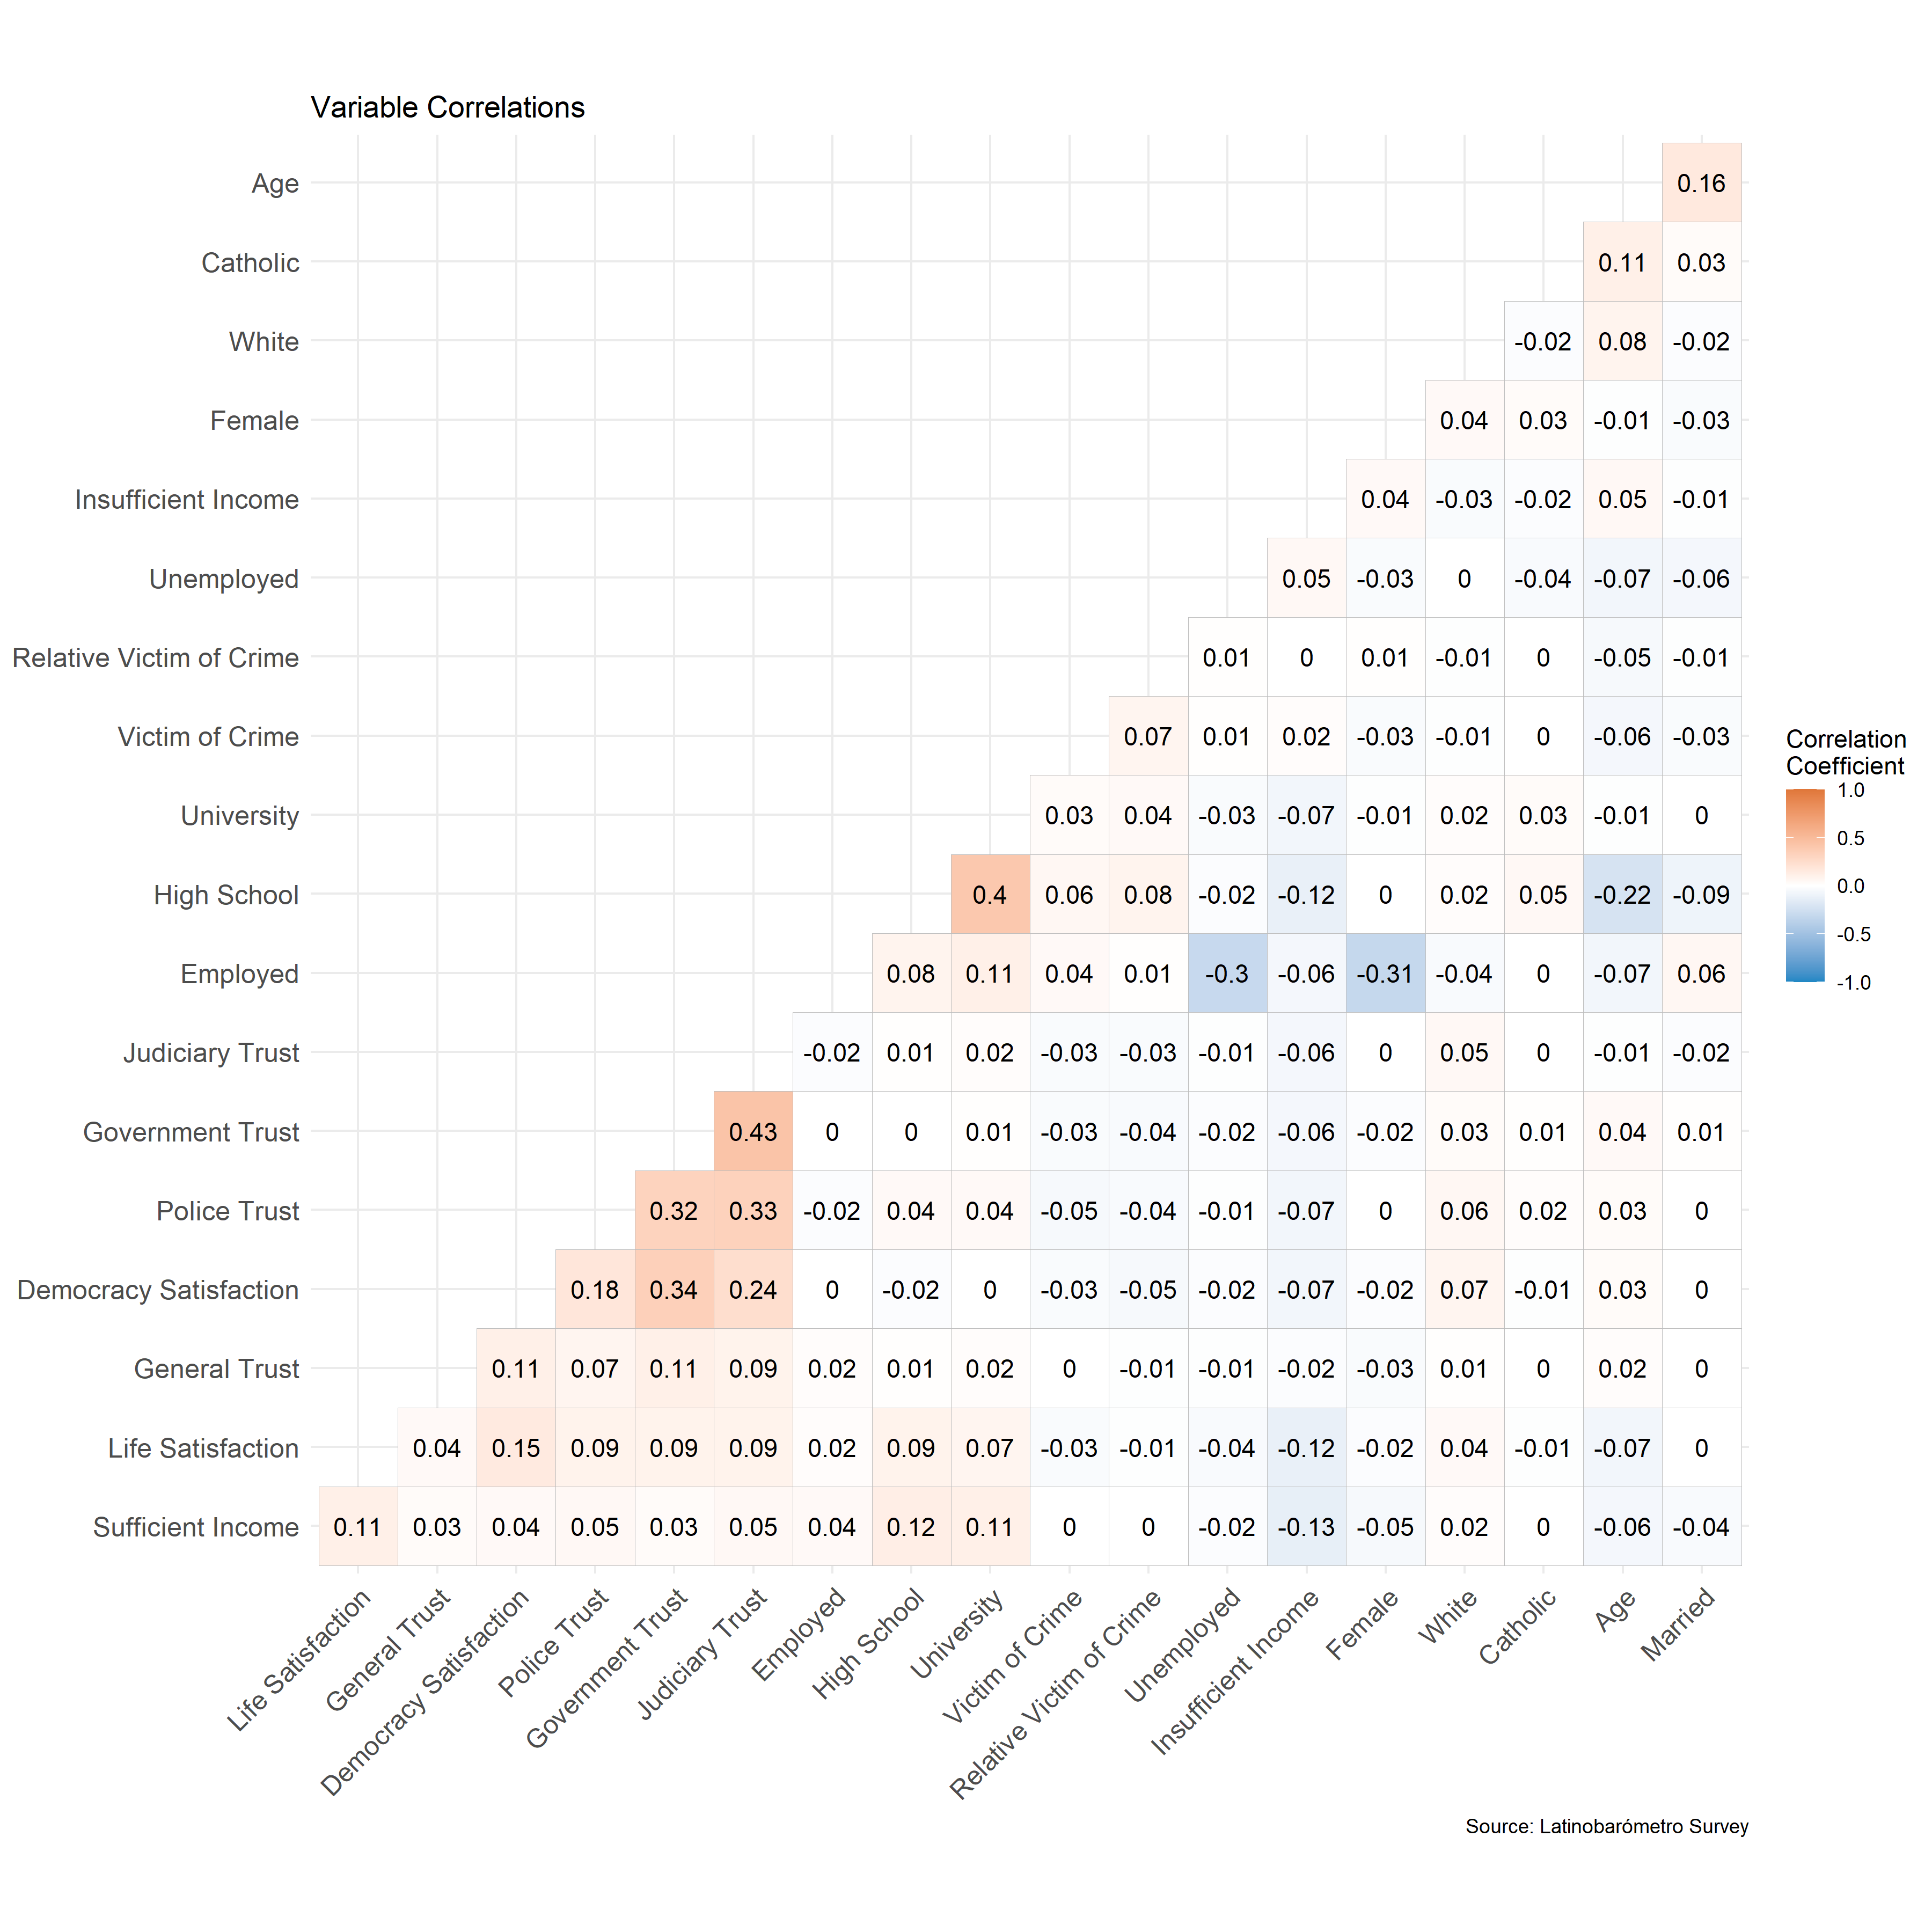 Variable Correlations
Age 0.16
Catholic 0.11 0.03
White -0.02 0.08 -0.02
Female 0.04 0.03 -0.01 -0.03
Insufficient Income 0.04 -0.03 -0.02 0.05 -0.01
Unemployed 0.05 -0.03 0 -0.04 -0.07 -0.06
Relative Victim of Crime 0.01 0 0.01 -0.01 0 -0.05 -0.01
Victim of Crime 0.07 0.01 0.02 -0.03 -0.01 0 -0.06 -0.03
University 0.03 0.04 -0.03 -0.07 -0.01 0.02 0.03 -0.01 0
High School 0.4 0.06 0.08 -0.02 -0.12 0 0.02 0.05 -0.22 -0.09
Employed 0.08 0.11 0.04 0.01 -0.3 -0.06 -0.31 -0.04 0 -0.07 0.06
Judiciary Trust -0.02 0.01 0.02 -0.03 -0.03 -0.01 -0.06 0 0.05 0 -0.01 -0.02
Government Trust 0.43 0 0 0.01 -0.03 -0.04 -0.02 -0.06 -0.02 0.03 0.01 0.04 0.01
Police Trust 0.32 0.33 -0.02 0.04 0.04 -0.05 -0.04 -0.01 -0.07 0 0.06 0.02 0.03 0
Democracy Satisfaction 0.18 0.34 0.24 0 -0.02 0 -0.03 -0.05 -0.02 -0.07 -0.02 0.07 -0.01 0.03 0
General Trust 0.11 0.07 0.11 0.09 0.02 0.01 0.02 0 -0.01 -0.01 -0.02 -0.03 0.01 0 0.02 0
Life Satisfaction 0.04 0.15 0.09 0.09 0.09 0.02 0.09 0.07 -0.03 -0.01 -0.04 -0.12 -0.02 0.04 -0.01 -0.07 0
Sufficient Income 0.11 0.03 0.04 0.05 0.03 0.05 0.04 0.12 0.11 0 0 -0.02 -0.13 -0.05 0.02 0 -0.06 -0.04
Life Satisfaction
General Trust
Democracy Satisfaction
Police Trust
Government Trust
Judiciary Trust
Employed
High School
University
Victim of Crime
Relative Victim of Crime
Unemployed
Insufficient Income
Female
White
Catholic
Age
Married
Correlation
Coefficient
1.0
0.5
0.0
-0.5
-1.0
Source: Latinobarómetro Survey